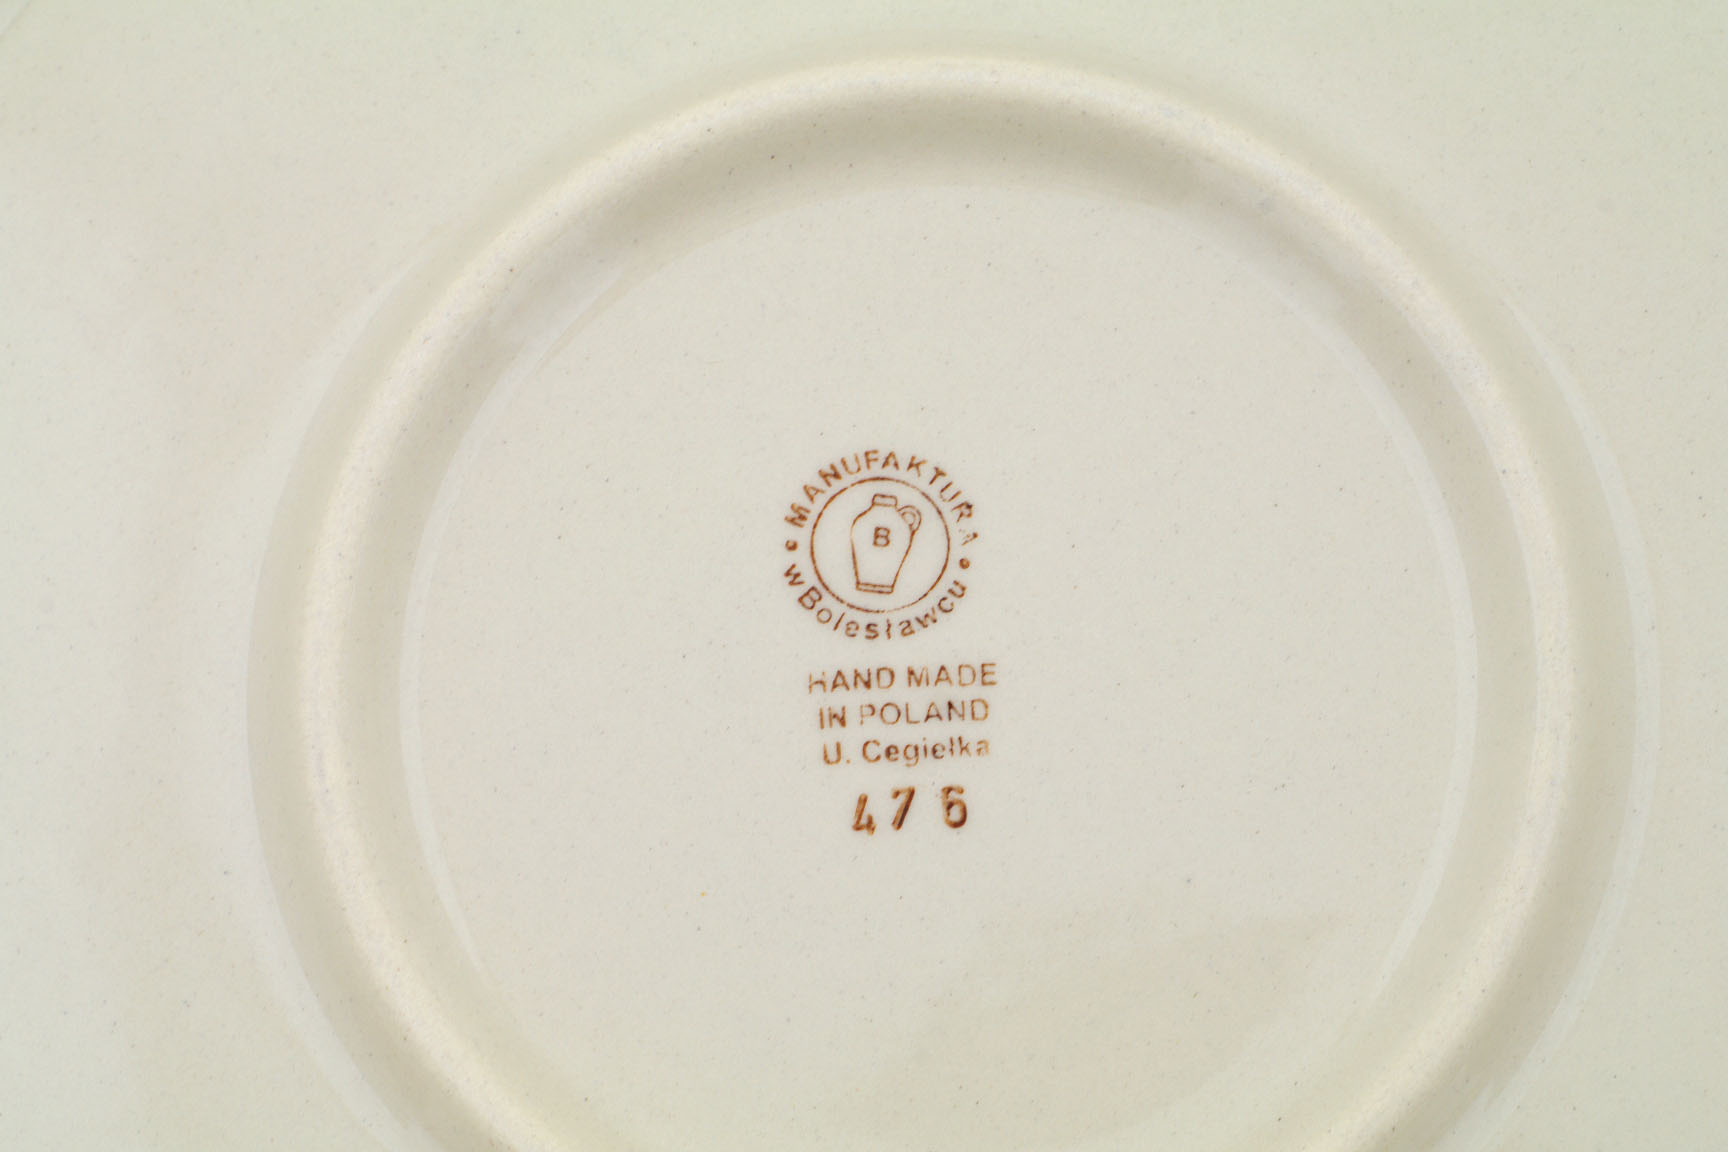 MANUFAKTURA
B
w Bolesławcu
HAND MADE
IN POLAND
U. Cegiełka
476